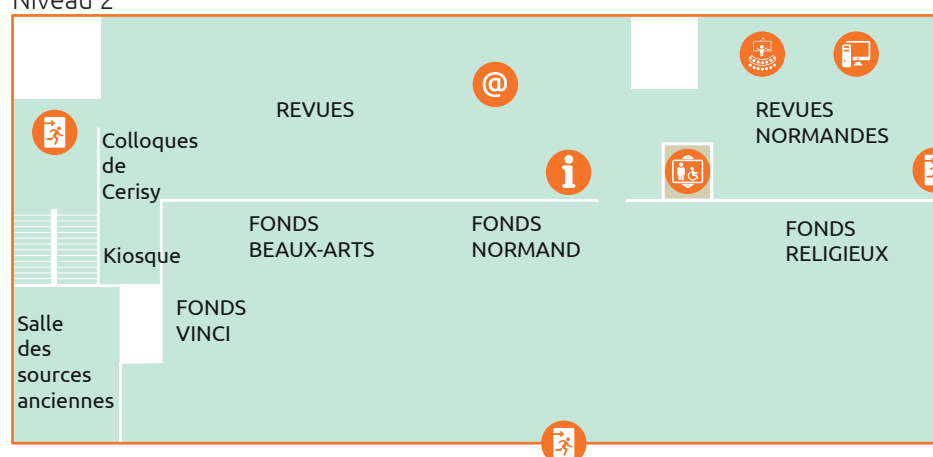 Niveau 2
REVUES
@
REVUES
NORMANDES
Colloques
de
Cerisy
i
Kiosque
FONDS
BEAUX-ARTS
FONDS
NORMAND
FONDS
RELIGIEUX
FONDS
VINCI
Salle
des
sources
anciennes